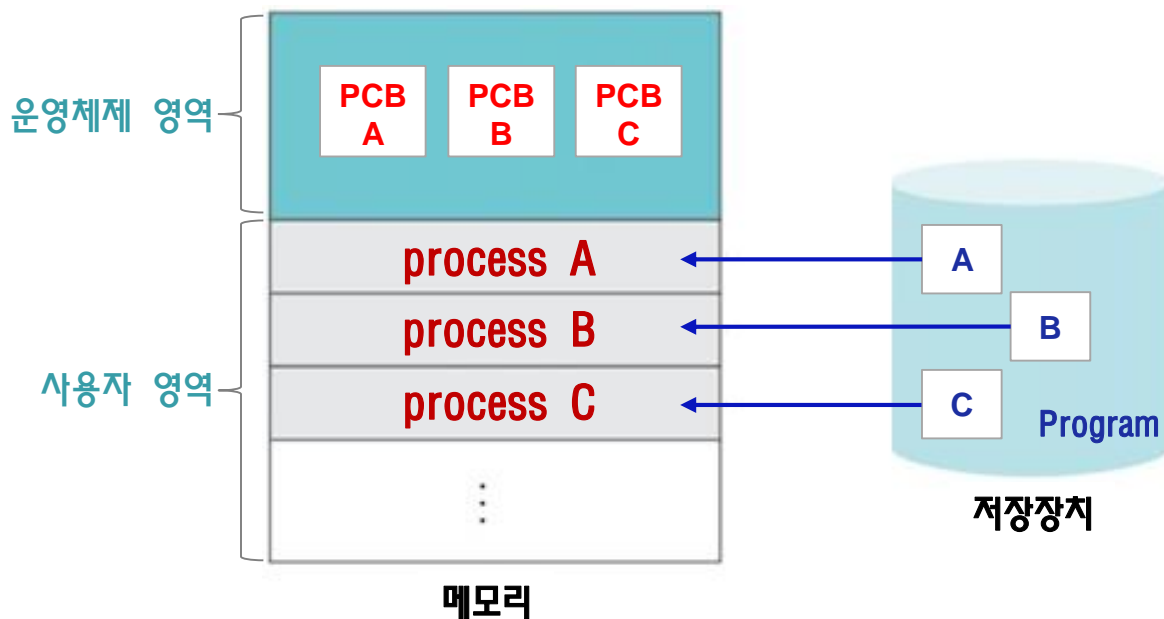 운영체제 영역
PCB
A
PCB
B
PCB
C
사용자 영역
process A
process B
process C
⋮
메모리
A
B
C
Program
저장장치